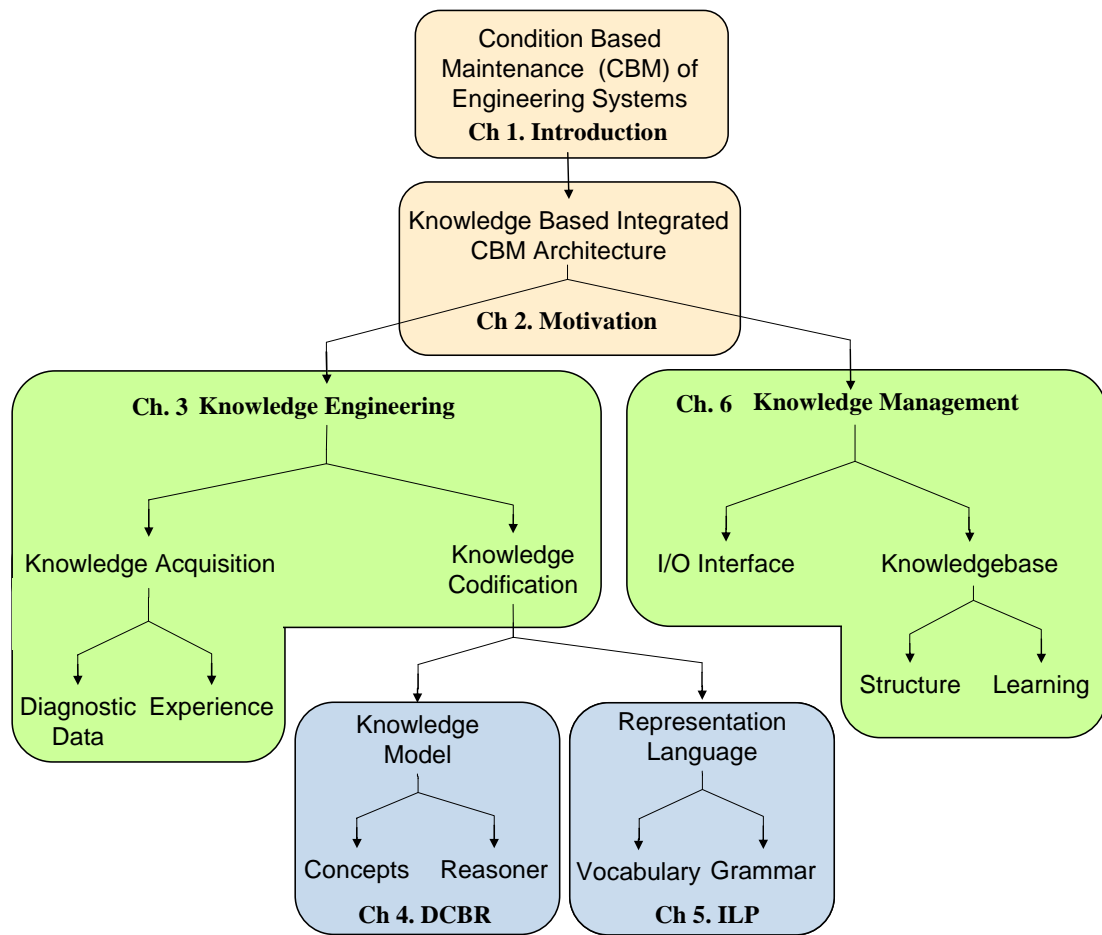 Condition Based
Maintenance (CBM) of
Engineering Systems
Ch 1. Introduction
Knowledge Based Integrated
CBM Architecture
Ch 2. Motivation
Ch. 3 Knowledge Engineering
Knowledge Acquisition
Knowledge
Codification
Diagnostic
Data
Experience
Ch. 6 Knowledge Management
I/O Interface
Knowledgebase
Structure
Learning
Knowledge
Model
Concepts
Reasoner
Ch 4. DCBR
Representation
Language
Vocabulary
Grammar
Ch 5. ILP